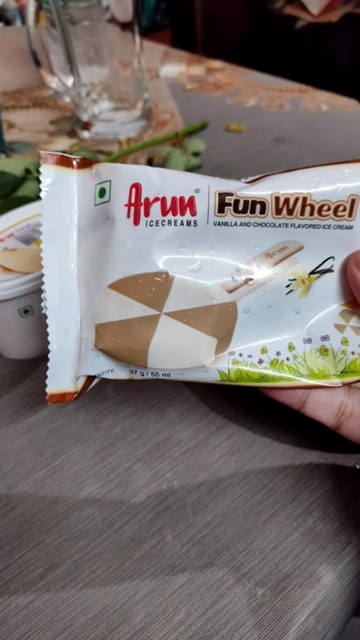 Arun® Fun Wheel
ICECREAMS VANILLA AND CHOCOLATE FLAVORED ICE CREAM
37 g / 55 ml